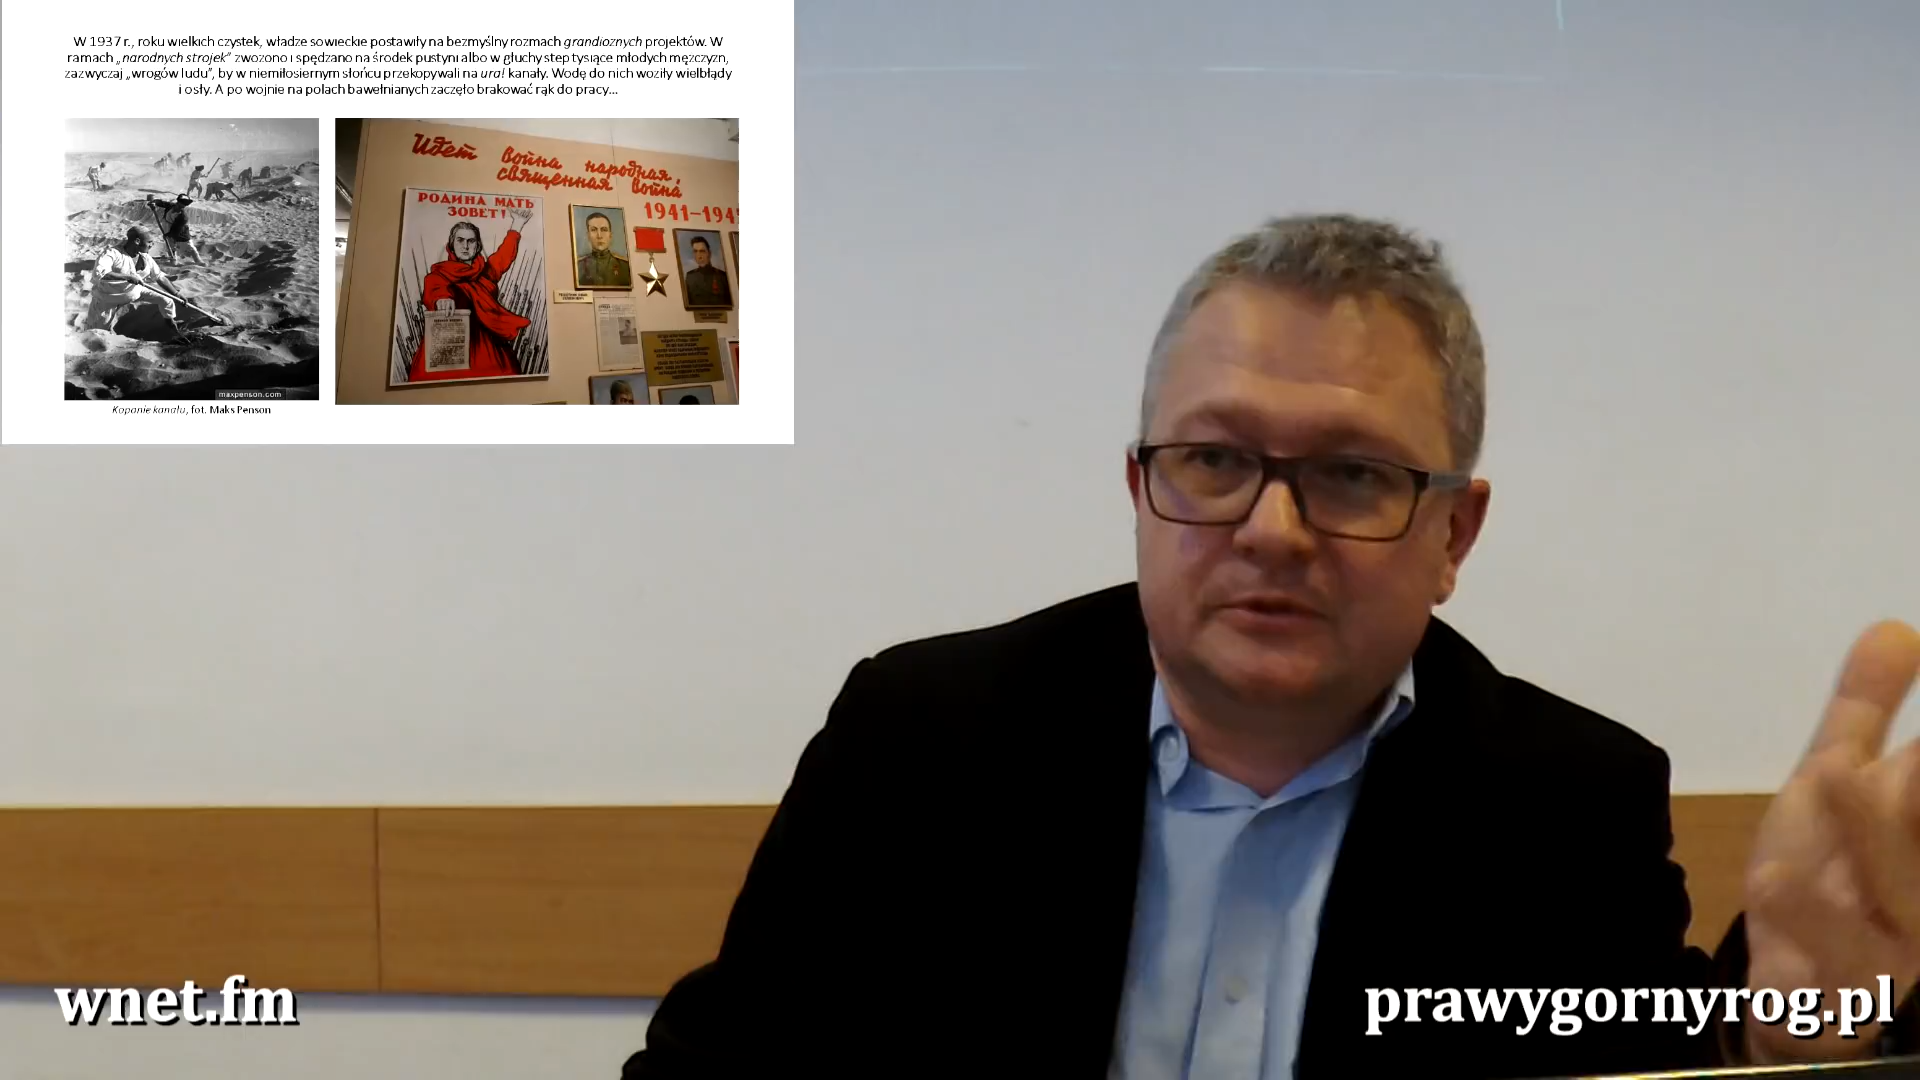 W 1937 r., roku wielkich czystek, władze sowieckie postawiły na bezmyślny rozmach grandioznych projektów. W
ramach „narodnych strojek" zwożono i spędzano na środek pustyni albo w głuchy step tysiące młodych mężczyzn,
zazwyczaj „wrogów ludu", by w niemiłosiernym słońcu przekopywali na ura! kanały. Wodę do nich woziły wielbłądy
i osły. A po wojnie na polach bawełnianych zaczęło brakować rąk do pracy...
Идет война народная,
священная война
1941-194
РОДИНА МАТЬ
ЗОВЕТ!
maxpenson.com
Kopanie kanału, fot. Maks Penson
wnet.fm
prawygornyrog.pl